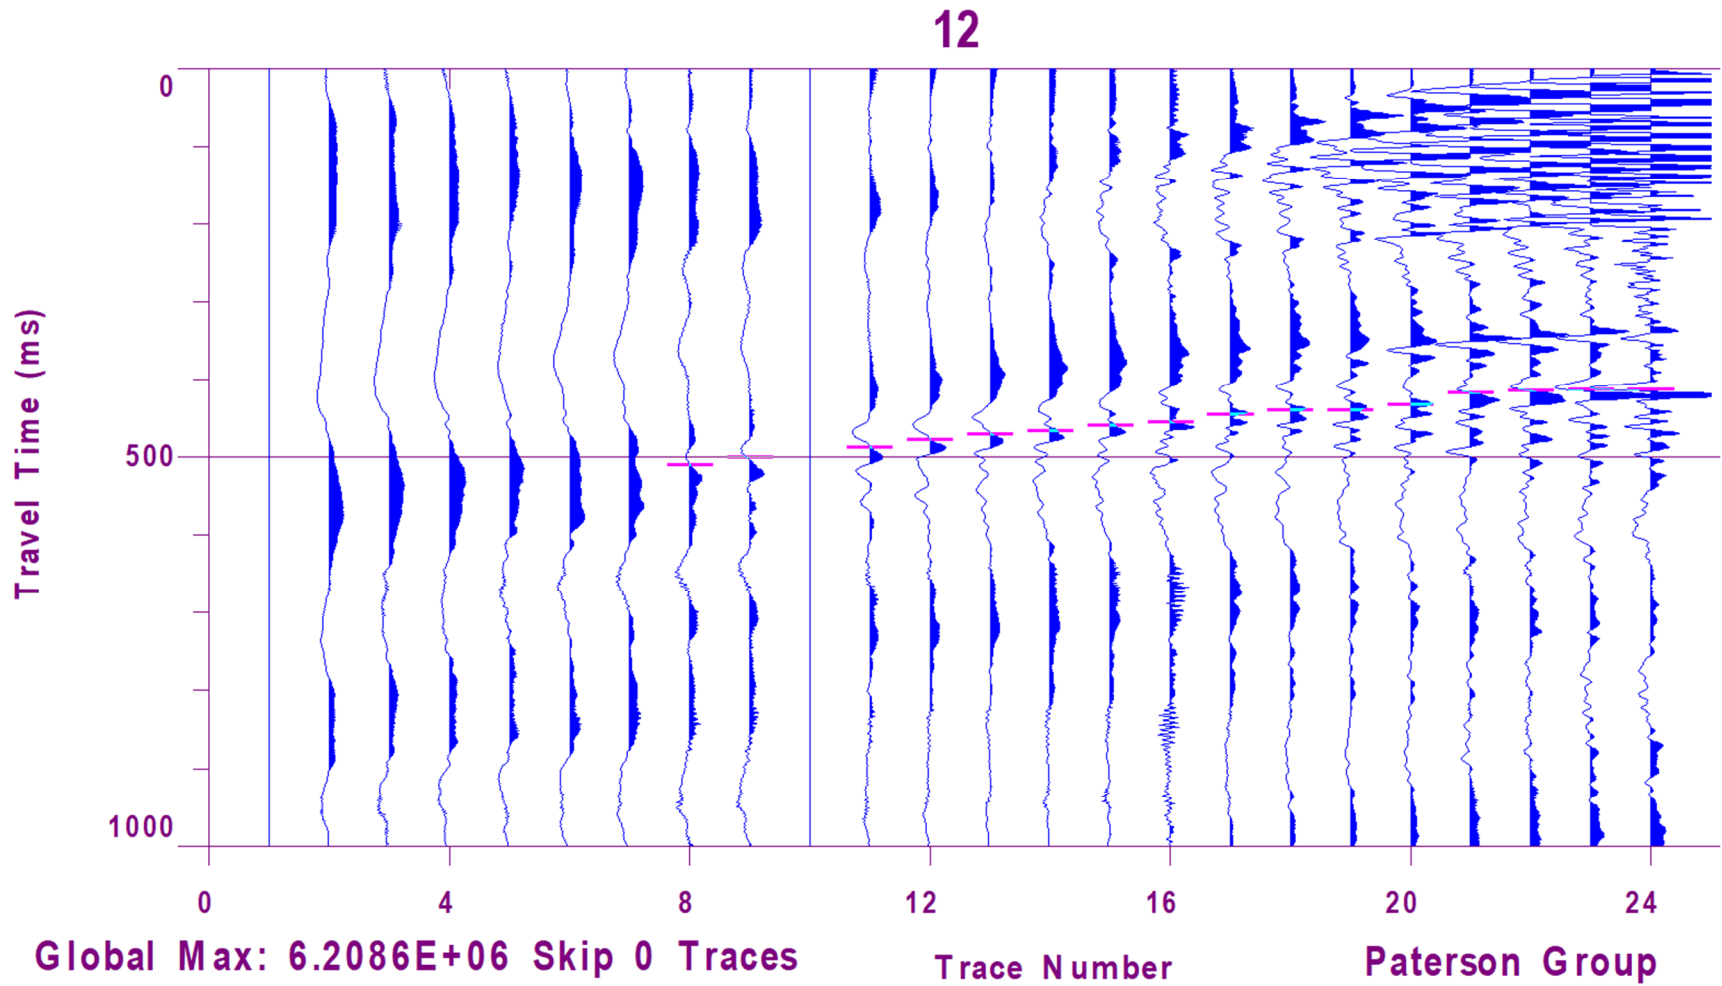 12
0
500
1000
Travel Time (ms)
0 4 8 12 16 20 24
Global Max: 6.2086E+06 Skip 0 Traces
Trace Number
Paterson Group